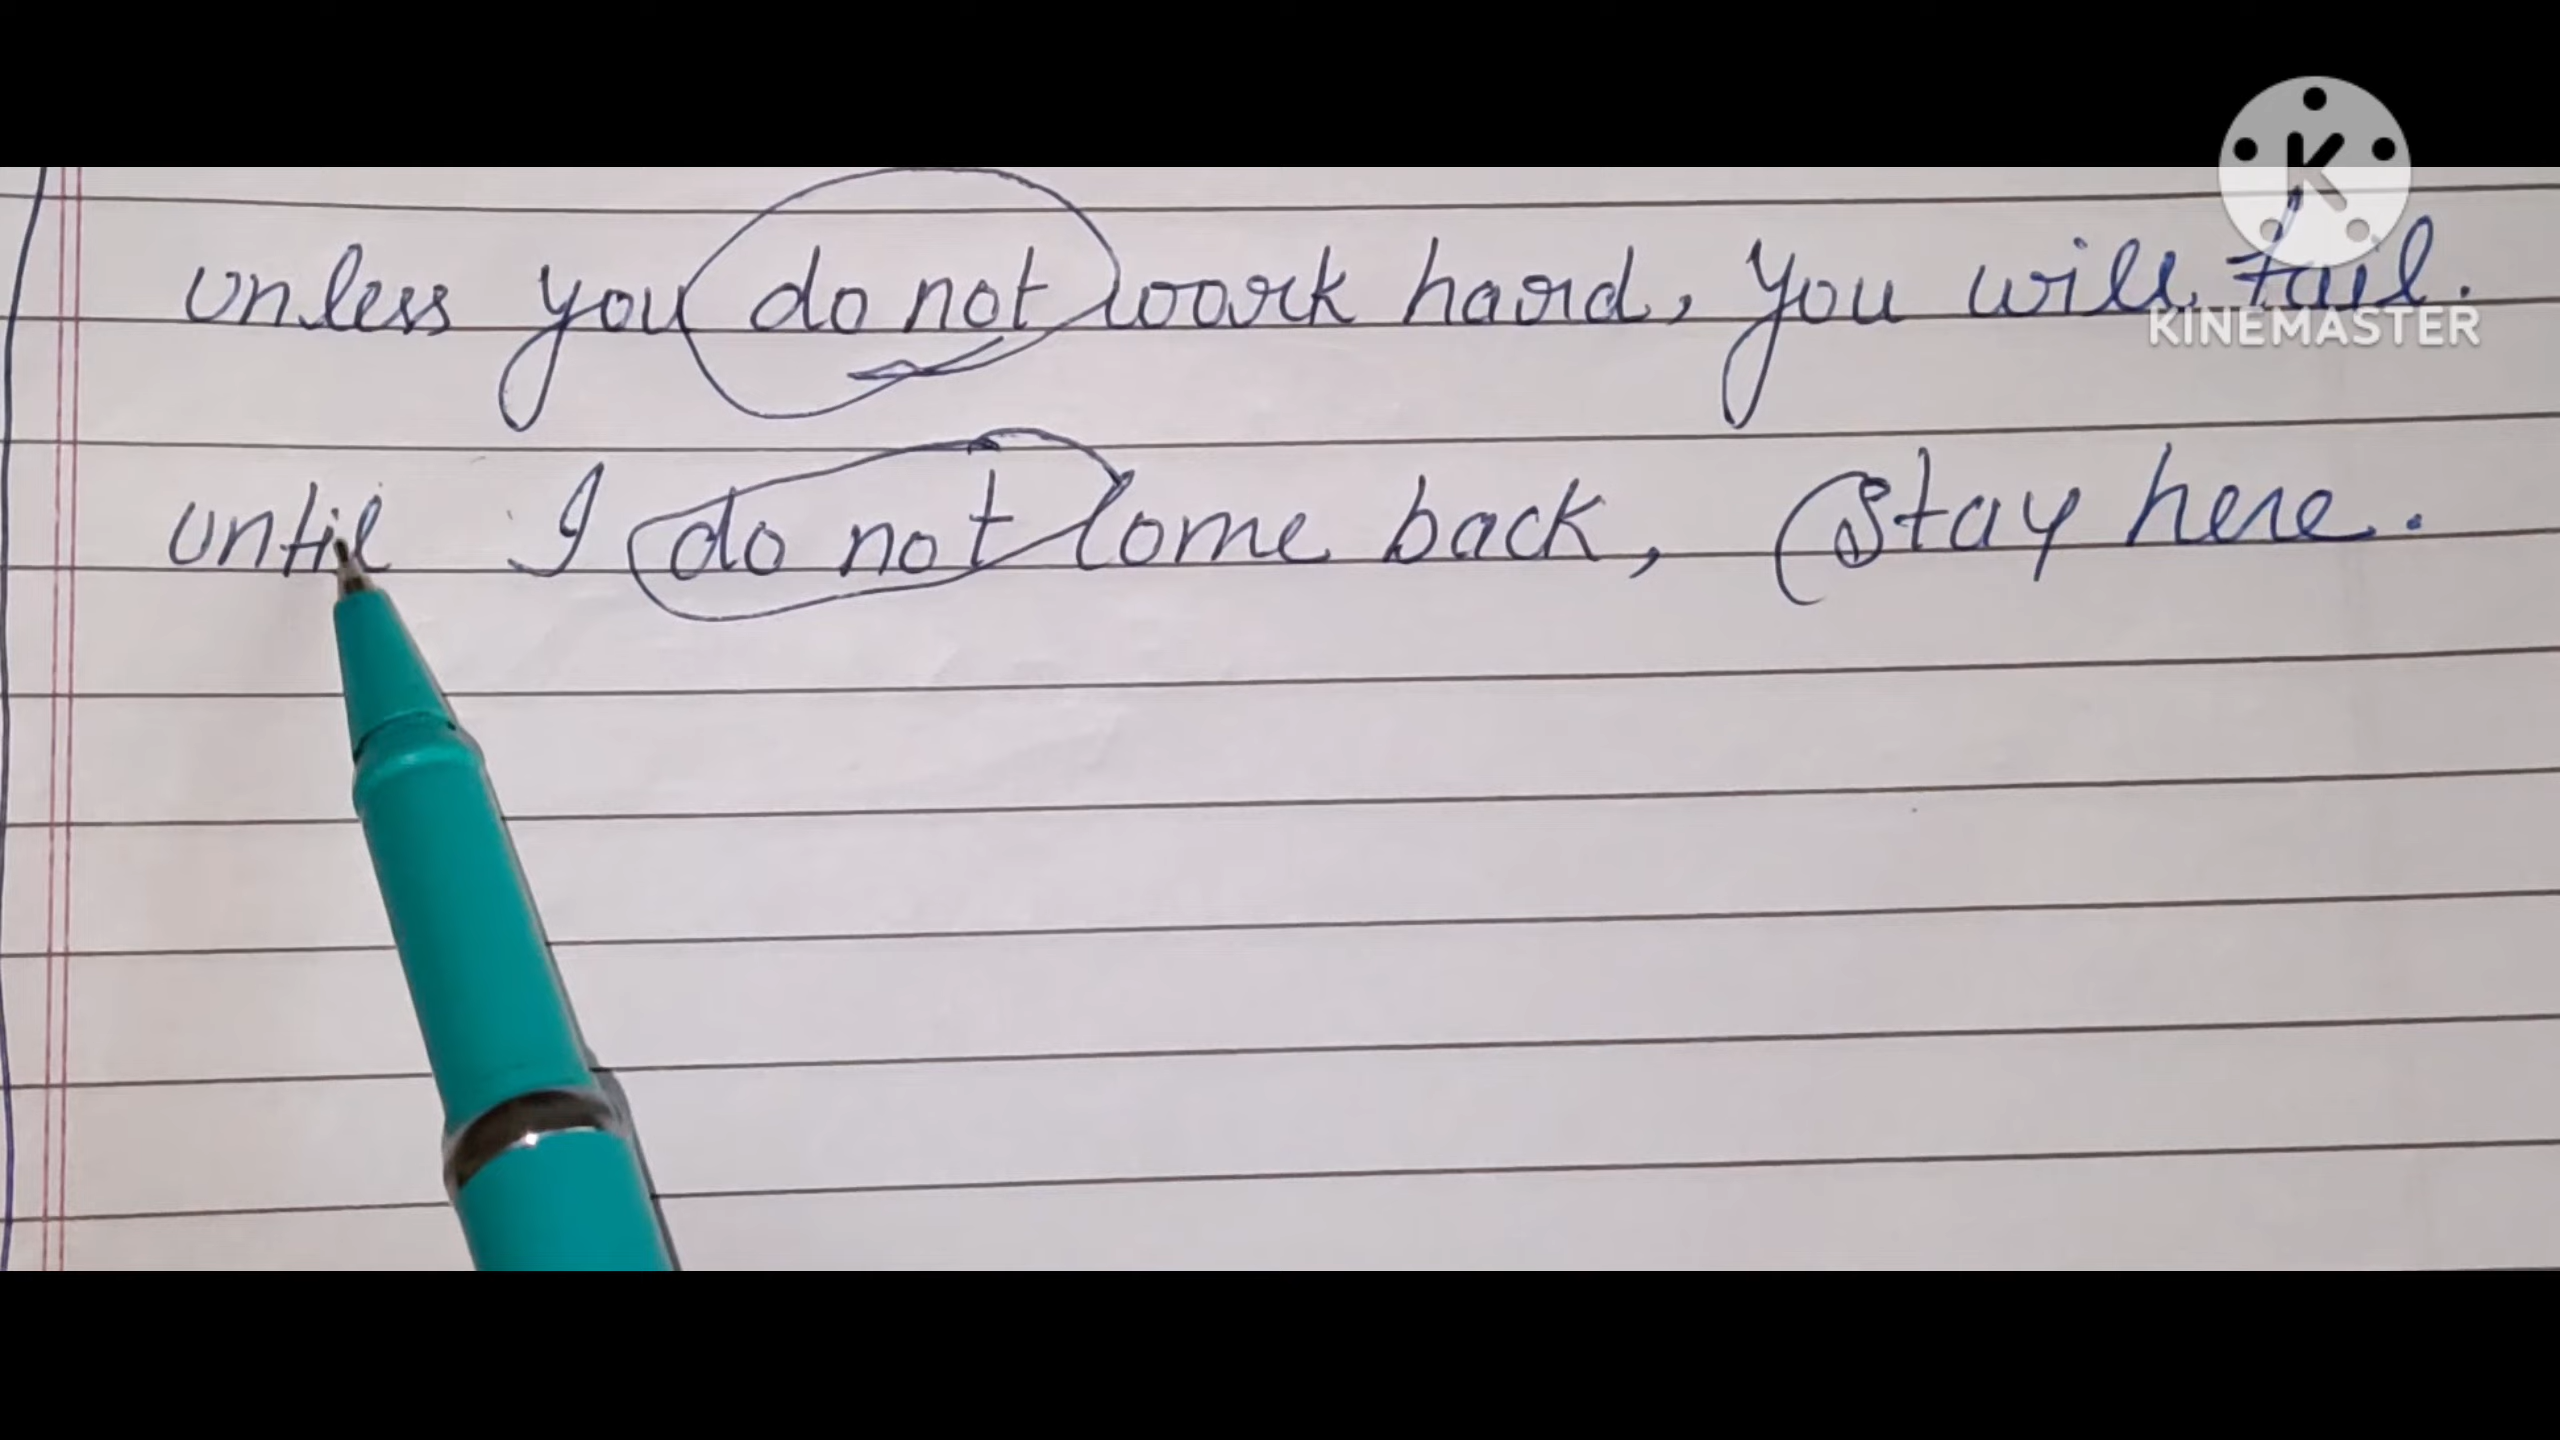 unless you do not work hard, you will fail.
KINEMASTER
until I do not come back, Stay here.